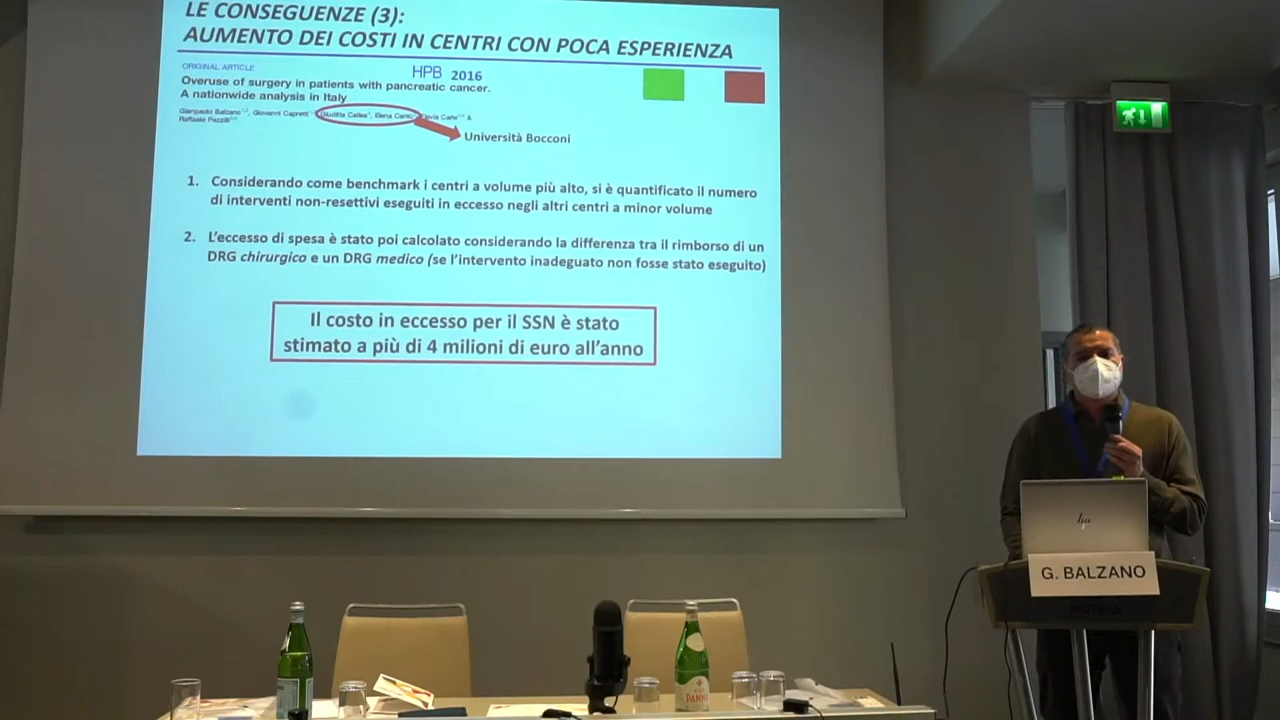 LE CONSEGUENZE (3):
AUMENTO DEI COSTI IN CENTRI CON POCA ESPERIENZA
ORIGINAL ARTICLE
HPB 2016
Overuse of surgery in patients with pancreatic cancer.
A nationwide analysis in Italy
Gianpaolo Balzano, Giovanni Capretti, Giuditta Callea, Elena Cantù, Flavia Carle &
Raffaele Pezzilli
Università Bocconi
1. Considerando come benchmark i centri a volume più alto, si è quantificato il numero
di interventi non-resettivi eseguiti in eccesso negli altri centri a minor volume
2. L'eccesso di spesa è stato poi calcolato considerando la differenza tra il rimborso di un
DRG chirurgico e un DRG medico (se l'intervento inadeguato non fosse stato eseguito)
Il costo in eccesso per il SSN è stato
stimato a più di 4 milioni di euro all'anno
hp
G. BALZANO
HOTELS
PANNA